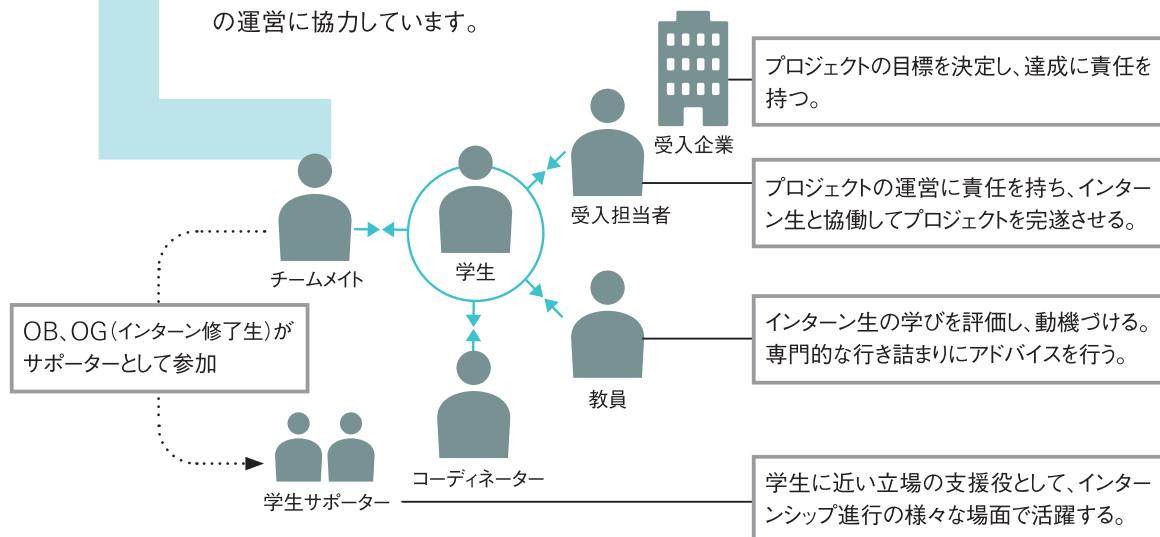 の運営に協力しています。
受入企業
プロジェクトの目標を決定し、達成に責任を
持つ。
受入担当者
プロジェクトの運営に責任を持ち、インター
ン生と協働してプロジェクトを完遂させる。
チームメイト
学生
OB、OG(インターン修了生)が
サポーターとして参加
教員
インターン生の学びを評価し、動機づける。
専門的な行き詰まりにアドバイスを行う。
コーディネーター
学生サポーター
学生に近い立場の支援役として、インター
ンシップ進行の様々な場面で活躍する。